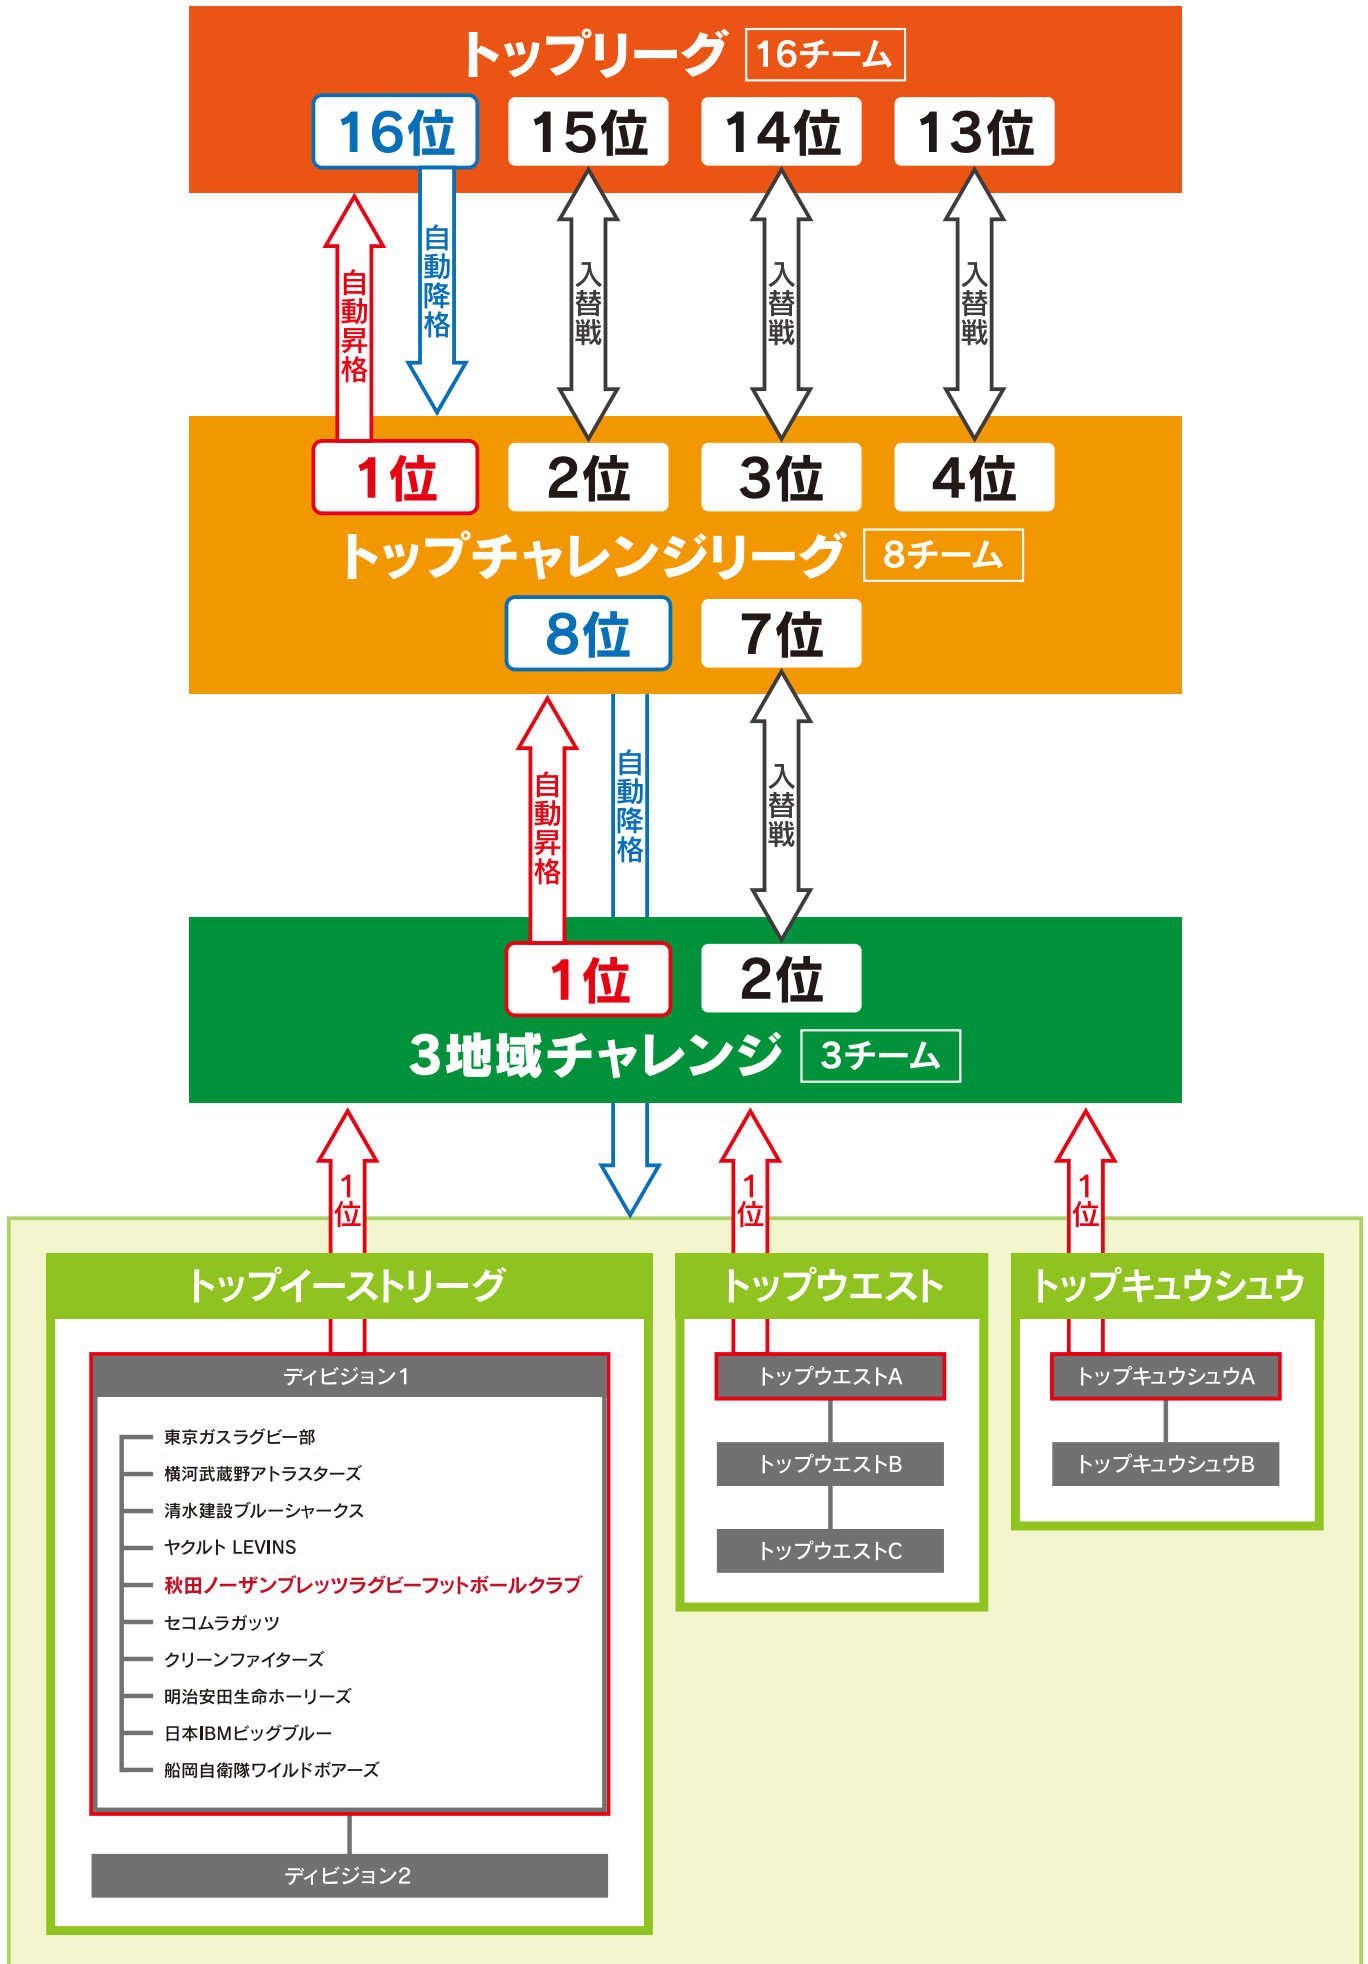 トップリーグ 16チーム
16位 15位 14位 13位
自動昇格 自動降格 入替戦 入替戦 入替戦
1位 2位 3位 4位
トップチャレンジリーグ 8チーム
8位 7位
自動昇格 自動降格 入替戦
1位 2位
3地域チャレンジ 3チーム
1位 1位 1位
トップイーストリーグ
ディビジョン1
東京ガスラグビー部
横河武蔵野アトラスターズ
清水建設ブルーシャークス
ヤクルト LEVINS
秋田ノーザンブレッツラグビーフットボールクラブ
セコムラガッツ
クリーンファイターズ
明治安田生命ホーリーズ
日本IBMビッグブルー
船岡自衛隊ワイルドボアーズ
ディビジョン2
トップウエスト
トップウエストA
トップウエストB
トップウエストC
トップキュウシュウ
トップキュウシュウA
トップキュウシュウB